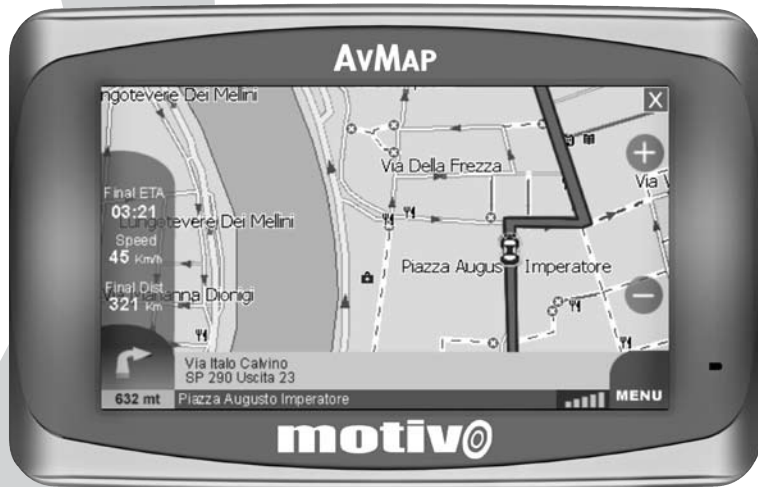 AvMap
ngotevere Dei Mellini
X
Via Della Frezza
+
Via V
Final ETA
03:21
Lungotevere Dei Mellini
Speed
45 Km/h
Piazza Augus Imperatore
Final Dist.
321 Km
arianna Dionigi
−
Via Italo Calvino
SP 290 Uscita 23
632 mt
Piazza Augusto Imperatore
MENU
motivo